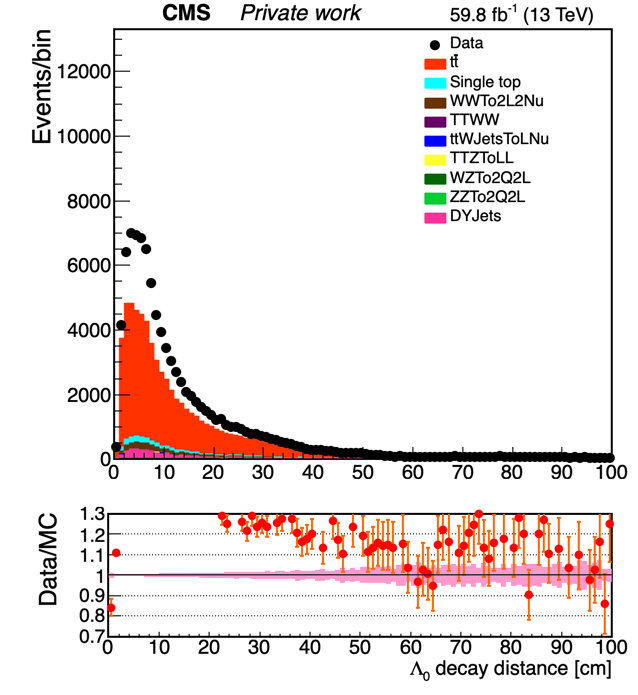 CMS Private work 59.8 fb⁻¹ (13 TeV)
Events/bin
12000
10000
8000
6000
4000
2000
0
Data
tt̄
Single top
WWTo2L2Nu
TTWW
ttWJetsToLNu
TTZToLL
WZTo2Q2L
ZZTo2Q2L
DYJets
0 10 20 30 40 50 60 70 80 90 100
Data/MC
1.3
1.2
1.1
1
0.9
0.8
0.7
0 10 20 30 40 50 60 70 80 90 100
Λ₀ decay distance [cm]